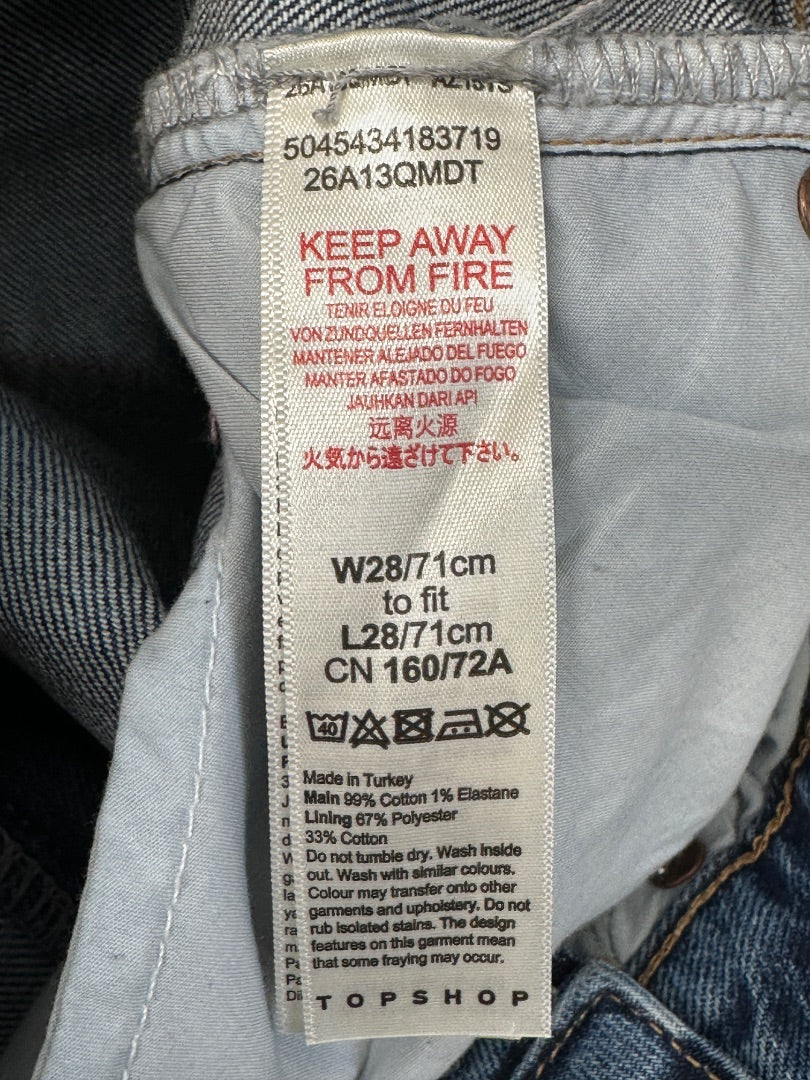 5045434183719
26A13QMDT
KEEP AWAY
FROM FIRE
TENIR ELOIGNE DU FEU
VON ZUNDQUELLEN FERNHALTEN
MANTENER ALEJADO DEL FUEGO
MANTER AFASTADO DO FOGO
JAUHKAN DARI API
远离火源
火気から遠ざけて下さい。
W28/71cm
to fit
L28/71cm
CN 160/72A
40
Made in Turkey
Main 99% Cotton 1% Elastane
Lining 67% Polyester
33% Cotton
Do not tumble dry. Wash inside
out. Wash with similar colours.
Colour may transfer onto other
garments and upholstery. Do not
rub isolated stains. The design
features on this garment mean
that some fraying may occur.
TOPSHOP